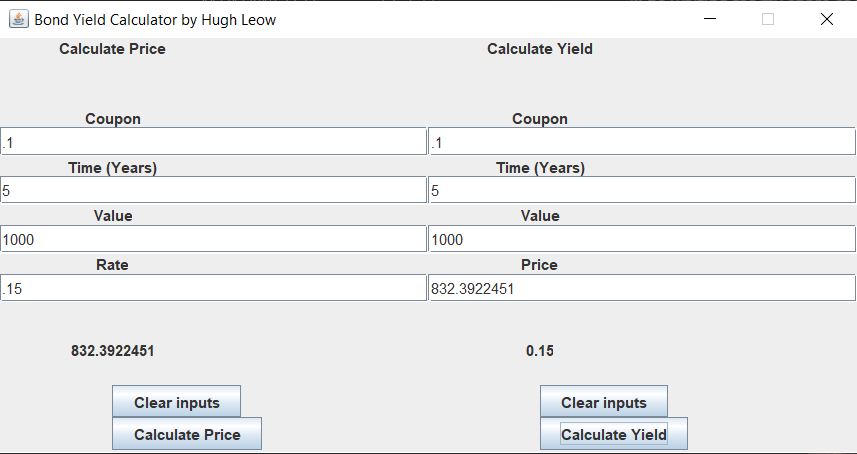 Bond Yield Calculator by Hugh Leow
Calculate Price
Calculate Yield
Coupon
Coupon
.1
.1
Time (Years)
Time (Years)
5
5
Value
Value
1000
1000
Rate
Price
.15
832.3922451
832.3922451
0.15
Clear inputs
Clear inputs
Calculate Price
Calculate Yield